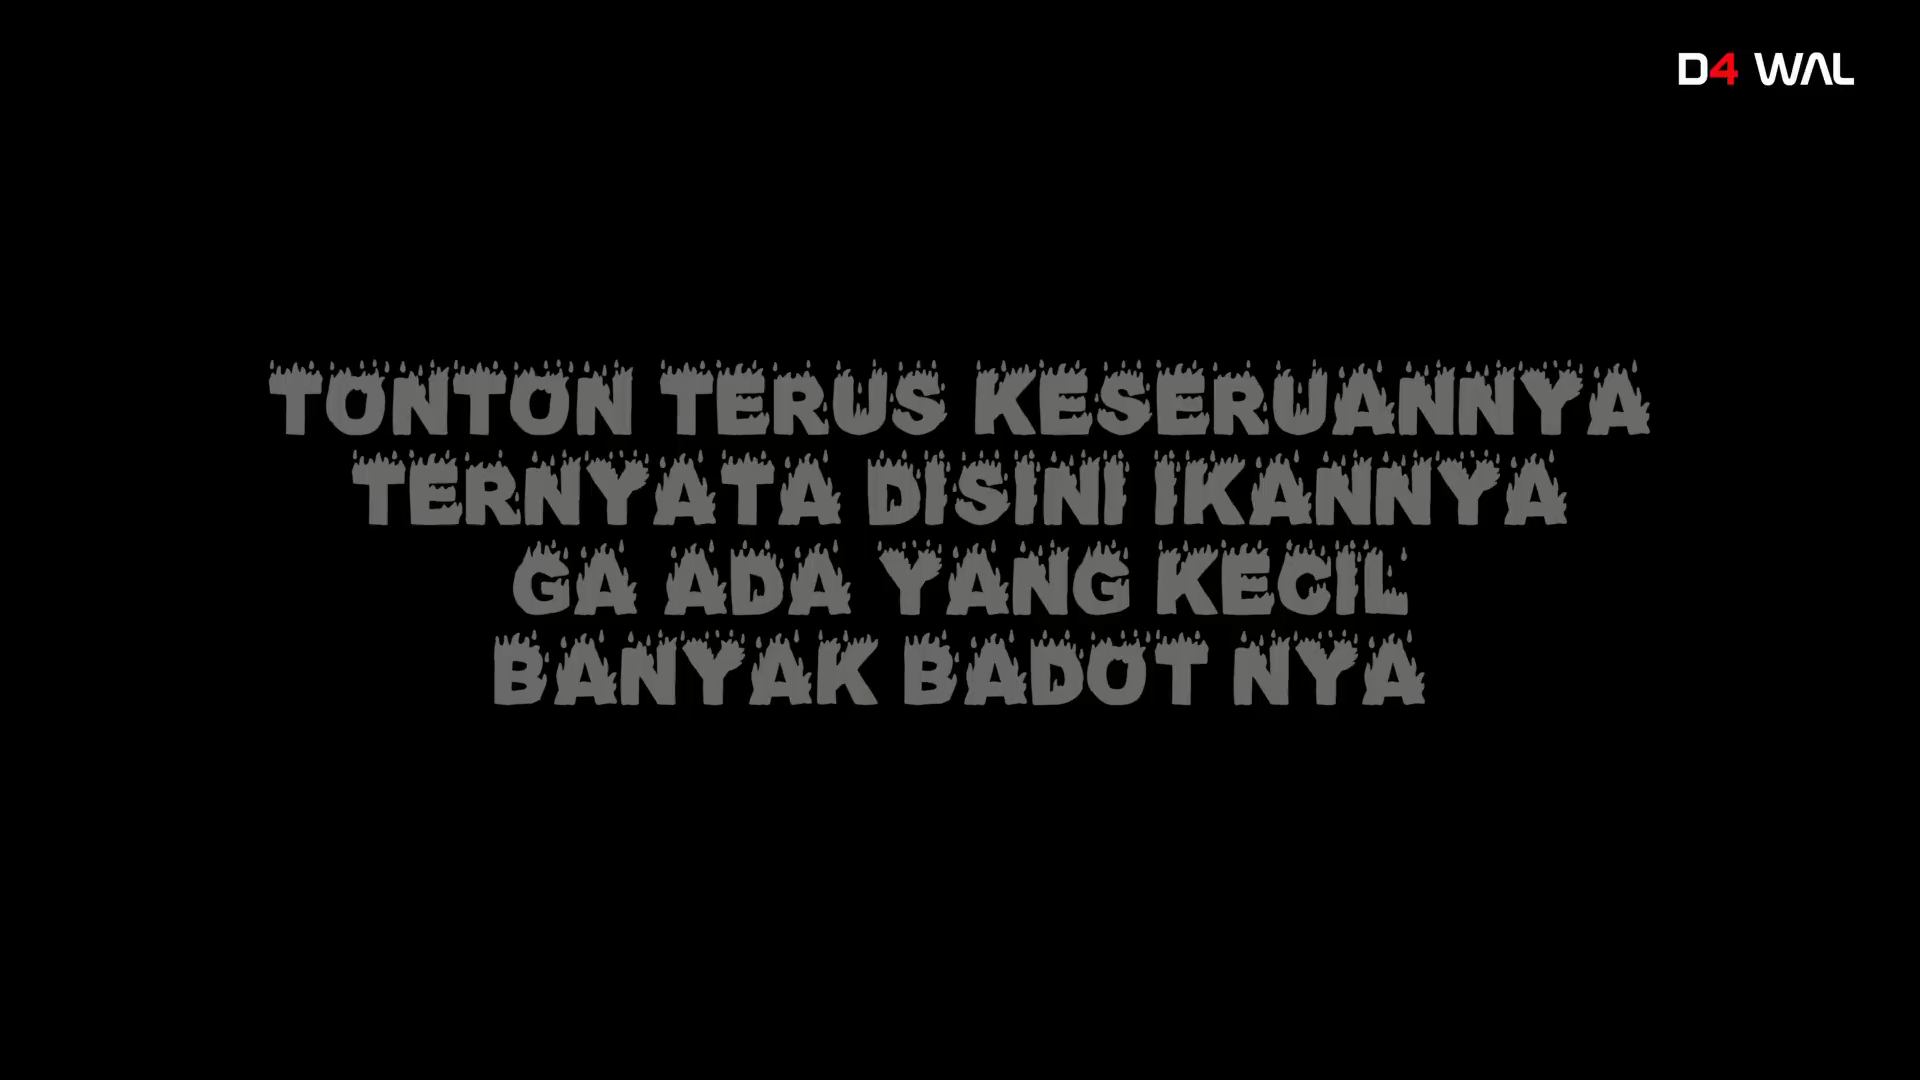 D4 WAL
TONTON TERUS KESERUANNYA
TERNYATA DISINI IKANNYA
GA ADA YANG KECIL
BANYAK BADOT NYA